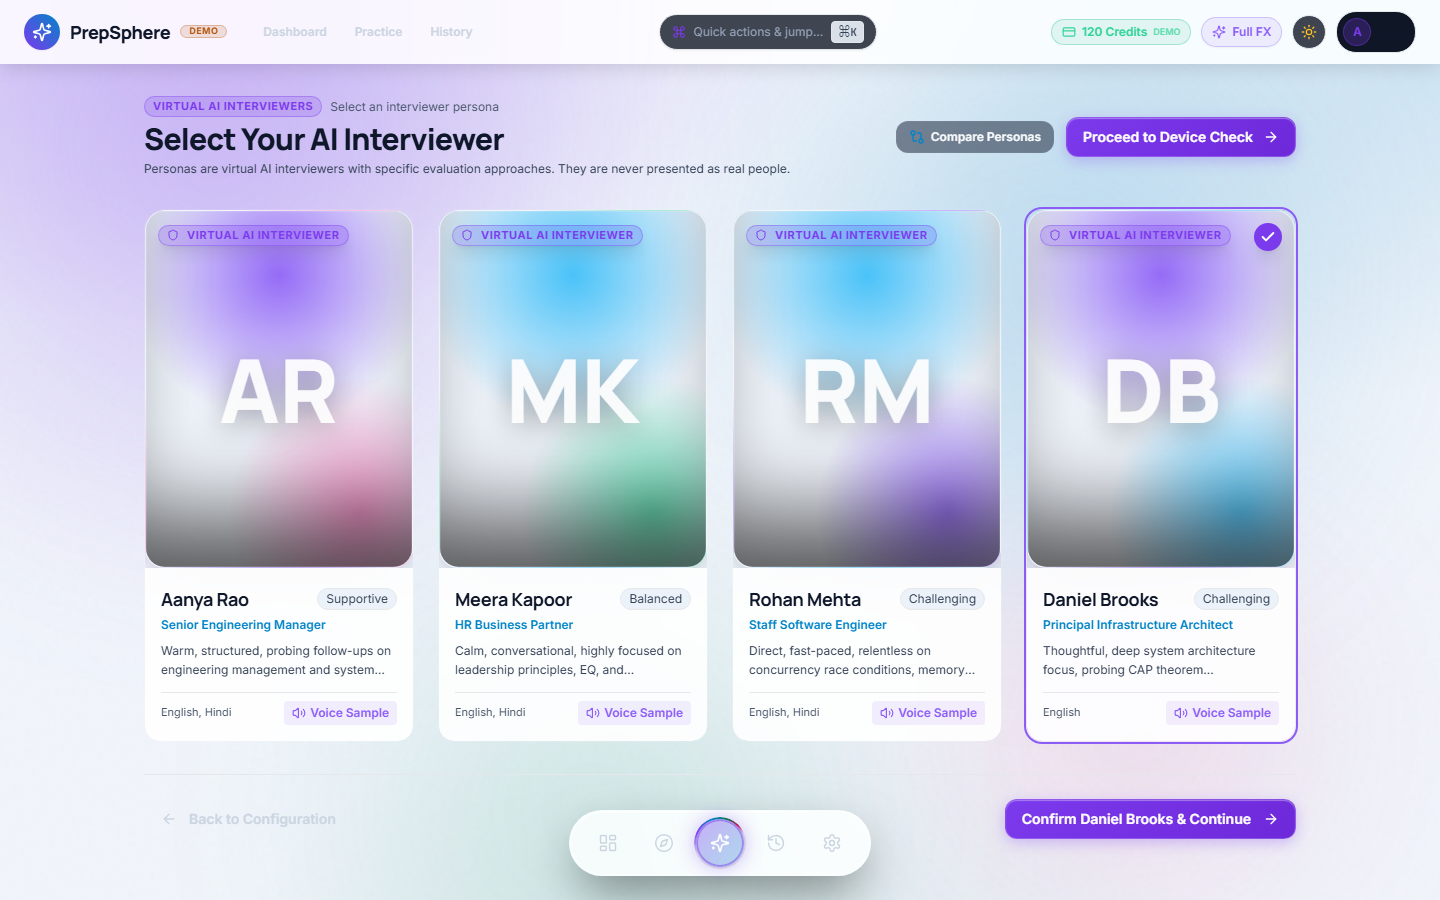 PrepSphere DEMO Dashboard Practice History Quick actions & jump... ⌘K 120 Credits DEMO Full FX A
VIRTUAL AI INTERVIEWERS Select an interviewer persona
Select Your AI Interviewer
Personas are virtual AI interviewers with specific evaluation approaches. They are never presented as real people.
Compare Personas Proceed to Device Check
VIRTUAL AI INTERVIEWER
AR
Aanya Rao Supportive
Senior Engineering Manager
Warm, structured, probing follow-ups on
engineering management and system...
English, Hindi Voice Sample
VIRTUAL AI INTERVIEWER
MK
Meera Kapoor Balanced
HR Business Partner
Calm, conversational, highly focused on
leadership principles, EQ, and...
English, Hindi Voice Sample
VIRTUAL AI INTERVIEWER
RM
Rohan Mehta Challenging
Staff Software Engineer
Direct, fast-paced, relentless on
concurrency race conditions, memory...
English, Hindi Voice Sample
VIRTUAL AI INTERVIEWER
DB
Daniel Brooks Challenging
Principal Infrastructure Architect
Thoughtful, deep system architecture
focus, probing CAP theorem...
English Voice Sample
Back to Configuration
Confirm Daniel Brooks & Continue